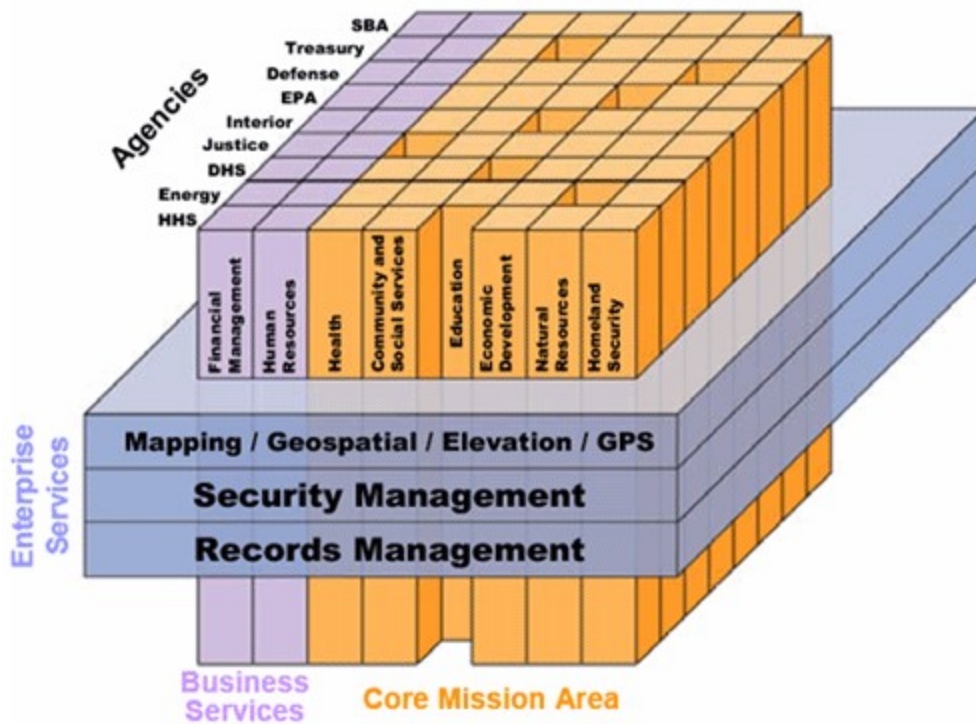 SBA
Treasury
Defense
EPA
Interior
Justice
DHS
Energy
HHS
Agencies
Financial
Management
Human
Resources
Health
Community and
Social Services
Education
Economic
Development
Natural
Resources
Homeland
Security
Enterprise
Services
Mapping / Geospatial / Elevation / GPS
Security Management
Records Management
Business
Services
Core Mission Area